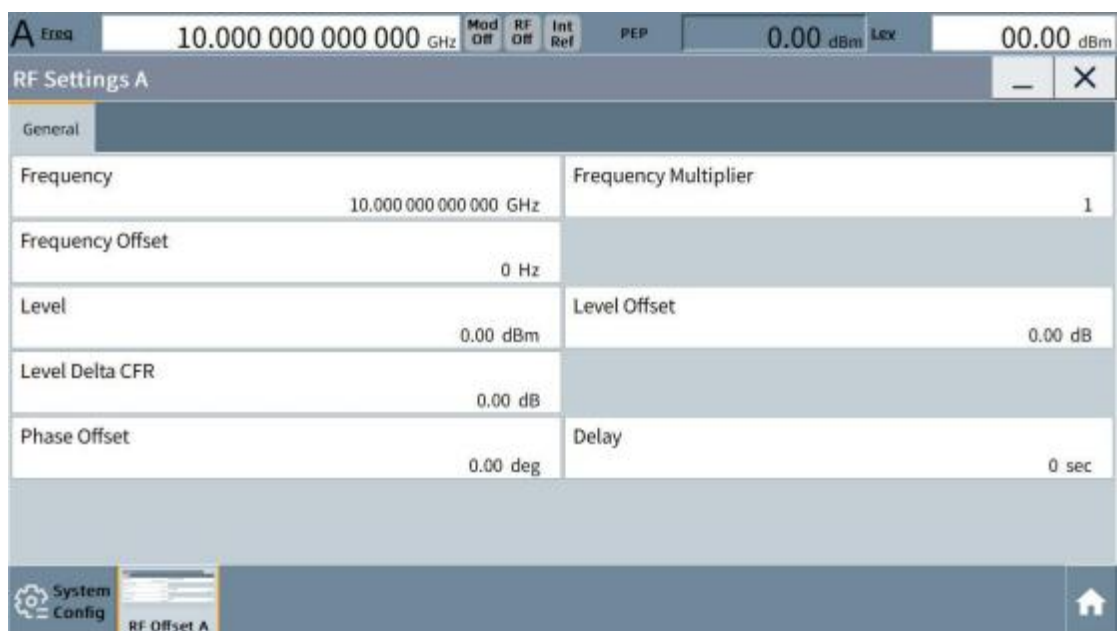 A Freq 10.000 000 000 000 GHz Mod Off RF Off Int Ref PEP 0.00 dBm Lev 00.00 dBm
RF Settings A
General
Frequency
10.000 000 000 000 GHz
Frequency Multiplier
1
Frequency Offset
0 Hz
Level
0.00 dBm
Level Offset
0.00 dB
Level Delta CFR
0.00 dB
Phase Offset
0.00 deg
Delay
0 sec
System
Config
RF Offset A